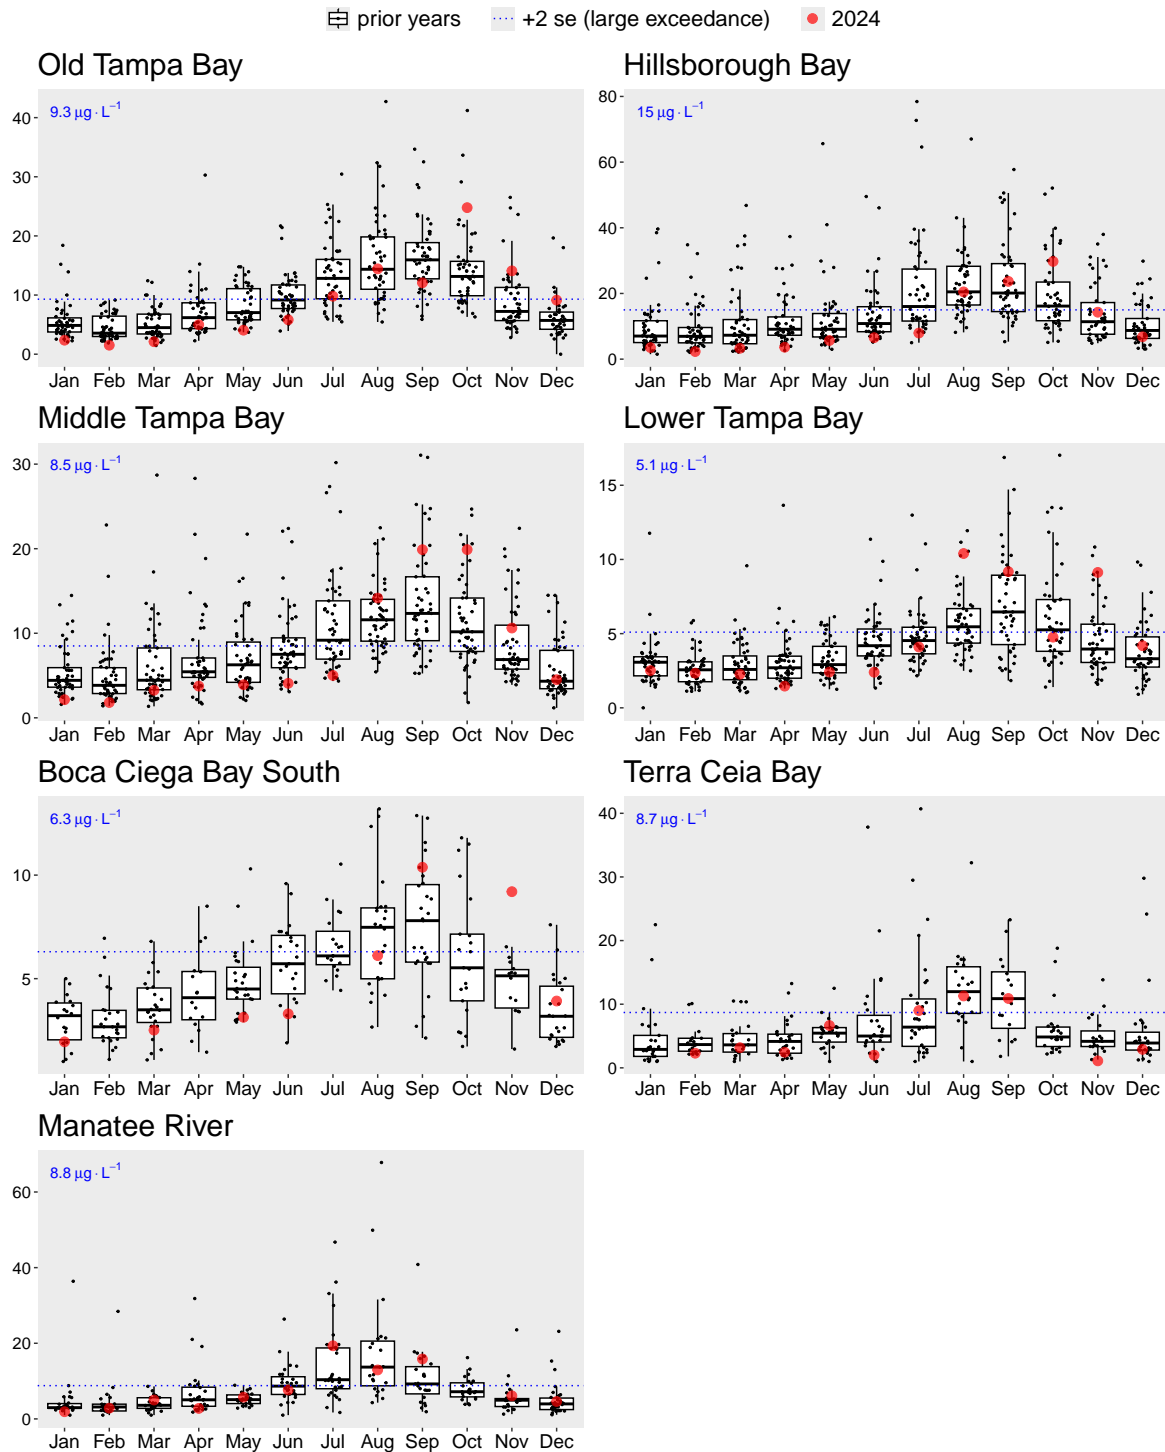 prior years +2 se (large exceedance) 2024
Old Tampa Bay
9.3 µg · L⁻¹
40
30
20
10
0
Jan Feb Mar Apr May Jun Jul Aug Sep Oct Nov Dec
Hillsborough Bay
15 µg · L⁻¹
80
60
40
20
0
Jan Feb Mar Apr May Jun Jul Aug Sep Oct Nov Dec
Middle Tampa Bay
8.5 µg · L⁻¹
30
20
10
0
Jan Feb Mar Apr May Jun Jul Aug Sep Oct Nov Dec
Lower Tampa Bay
5.1 µg · L⁻¹
15
10
5
0
Jan Feb Mar Apr May Jun Jul Aug Sep Oct Nov Dec
Boca Ciega Bay South
6.3 µg · L⁻¹
10
5
Jan Feb Mar Apr May Jun Jul Aug Sep Oct Nov Dec
Terra Ceia Bay
8.7 µg · L⁻¹
40
30
20
10
0
Jan Feb Mar Apr May Jun Jul Aug Sep Oct Nov Dec
Manatee River
8.8 µg · L⁻¹
60
40
20
0
Jan Feb Mar Apr May Jun Jul Aug Sep Oct Nov Dec